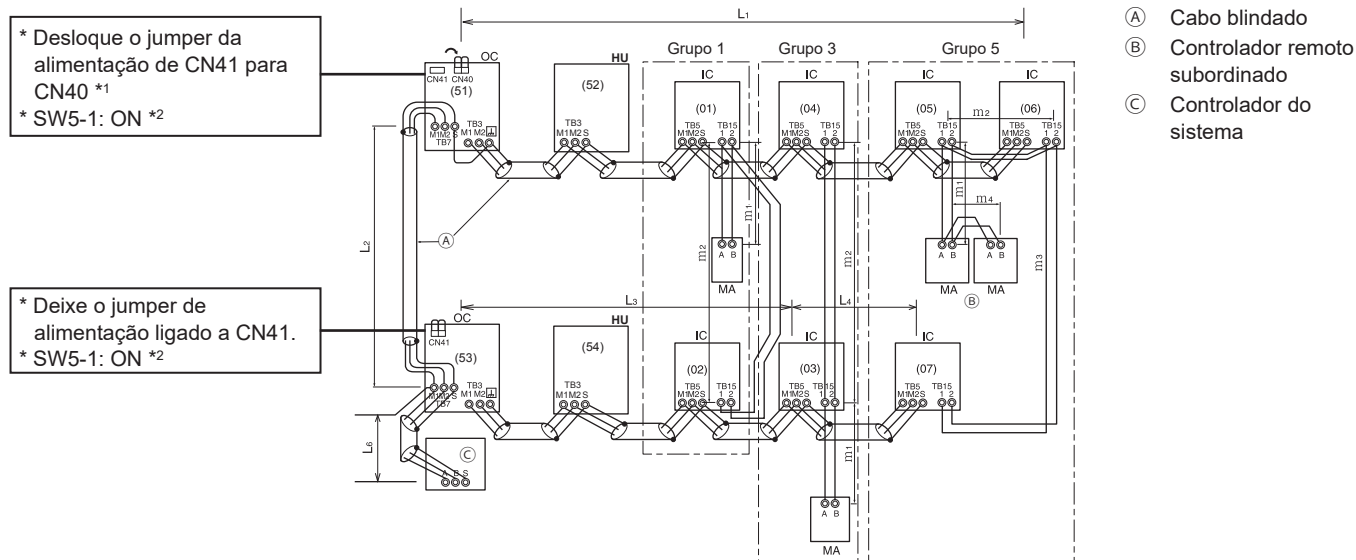 * Desloque o jumper da
alimentação de CN41 para
CN40 *1
* SW5-1: ON *2
* Deixe o jumper de
alimentação ligado a CN41.
* SW5-1: ON *2
L1
Grupo 1
Grupo 3
Grupo 5
OC
CN41 CN40
(51)
M1M2 S
TB7
TB3
M1 M2
HU
(52)
TB3
M1M2 S
IC
(01)
TB5
M1M2S
TB15
1 2
IC
(04)
TB5
M1M2S
TB15
1 2
IC
(05)
TB5
M1M2S
TB15
1 2
IC
(06)
M1M2S
TB15
1 2
m2
L2
A
m1
m2
A B
MA
m2
m1
m4
m3
A B
MA
A B
MA
B
L3
L4
OC
CN41
(53)
M1M2 S
TB7
TB3
M1 M2
HU
(54)
TB3
M1M2 S
IC
(02)
TB5
M1M2S
TB15
1 2
IC
(03)
TB5
M1M2S
TB15
1 2
IC
(07)
TB5
M1M2S
TB15
1 2
L6
C
A B S
m1
A B
MA
Ⓐ Cabo blindado
Ⓑ Controlador remoto
subordinado
Ⓒ Controlador do
sistema